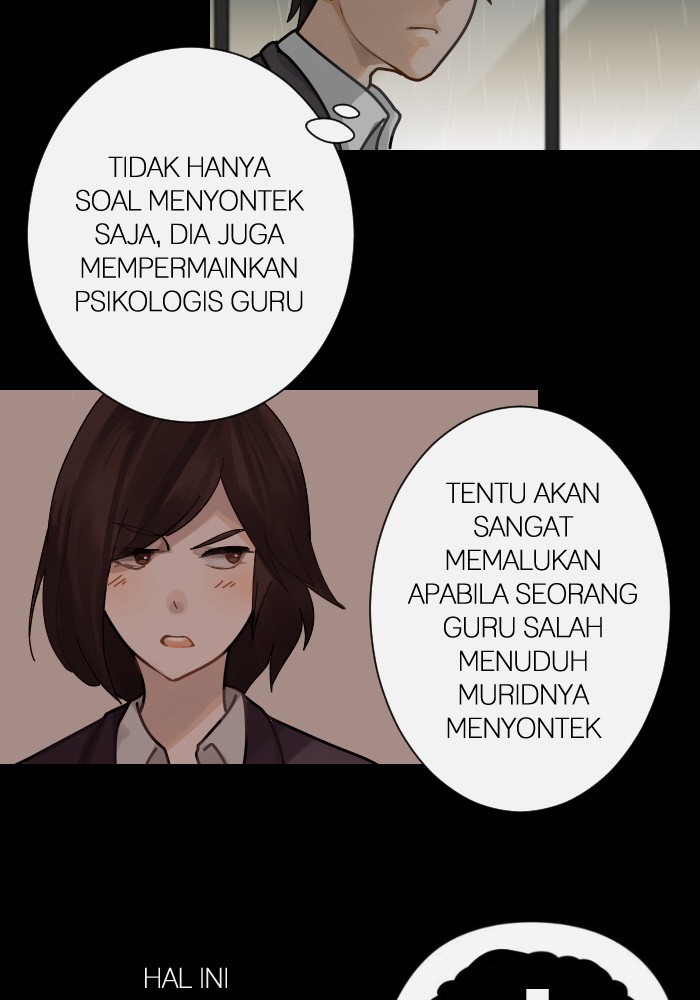 TIDAK HANYA
SOAL MENYONTEK
SAJA, DIA JUGA
MEMPERMAINKAN
PSIKOLOGIS GURU
TENTU AKAN
SANGAT
MEMALUKAN
APABILA SEORANG
GURU SALAH
MENUDUH
MURIDNYA
MENYONTEK
HAL INI